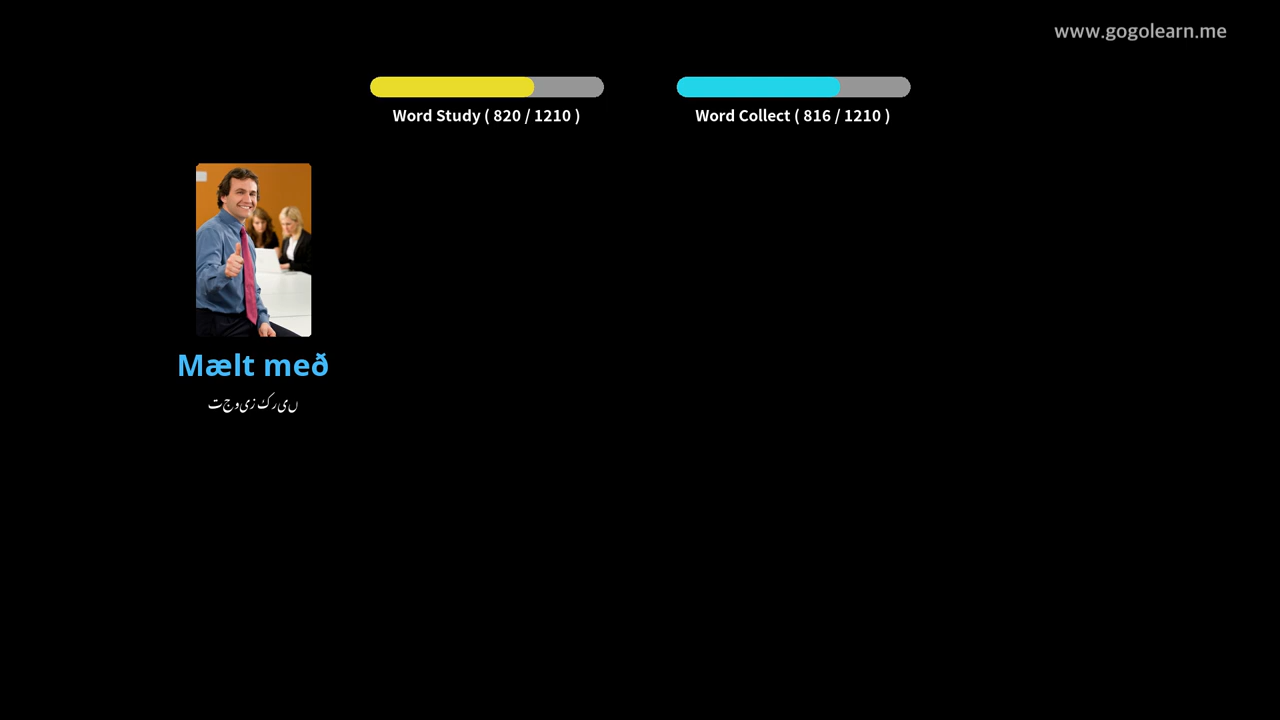 www.gogolearn.me
Word Study ( 820 / 1210 )
Word Collect ( 816 / 1210 )
Mælt með
تجویز کریں